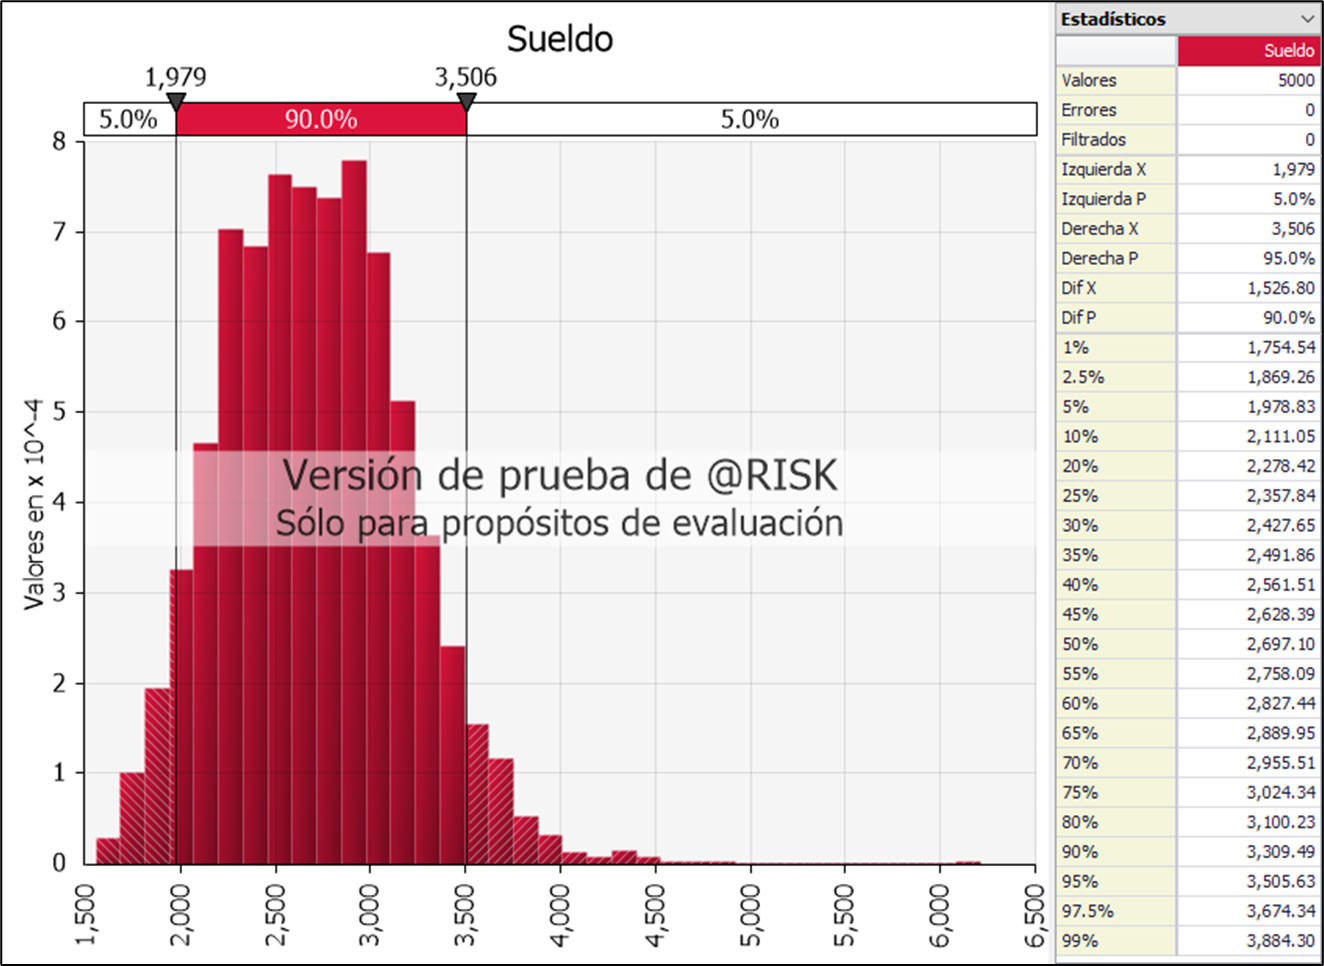 Sueldo
1,979 3,506
5.0% 90.0% 5.0%
8
7
6
5
4
3
2
1
0
Valores en x 10^-4
1,500 2,000 2,500 3,000 3,500 4,000 4,500 5,000 5,500 6,000 6,500
Versión de prueba de @RISK
Sólo para propósitos de evaluación
Estadísticos
Sueldo
Valores 5000
Errores 0
Filtrados 0
Izquierda X 1,979
Izquierda P 5.0%
Derecha X 3,506
Derecha P 95.0%
Dif X 1,526.80
Dif P 90.0%
1% 1,754.54
2.5% 1,869.26
5% 1,978.83
10% 2,111.05
20% 2,278.42
25% 2,357.84
30% 2,427.65
35% 2,491.86
40% 2,561.51
45% 2,628.39
50% 2,697.10
55% 2,758.09
60% 2,827.44
65% 2,889.95
70% 2,955.51
75% 3,024.34
80% 3,100.23
90% 3,309.49
95% 3,505.63
97.5% 3,674.34
99% 3,884.30